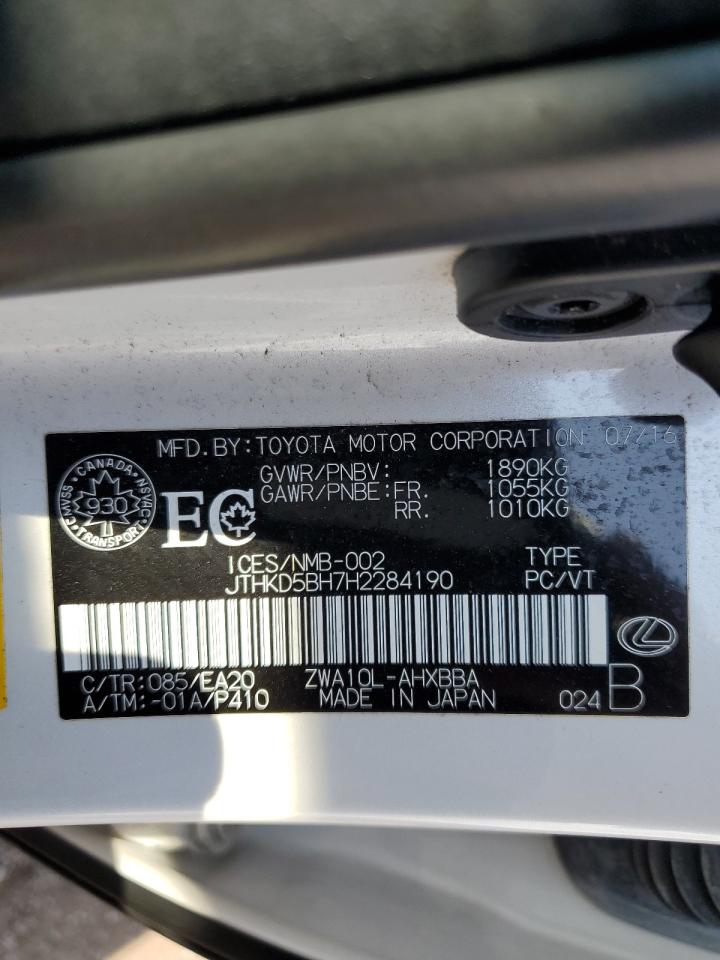 MFD.BY:TOYOTA MOTOR CORPORATION 07/16
CMVSS · CANADA · NSVAC · TRANSPORT
930
EC
GVWR/PNBV: 1890KG
GAWR/PNBE:FR. 1055KG
RR. 1010KG
ICES/NMB-002
JTHKD5BH7H2284190
TYPE
PC/VT
C/TR:085/EA20 ZWA10L-AHXBBA
A/TM:-01A/P410 MADE IN JAPAN 024 B